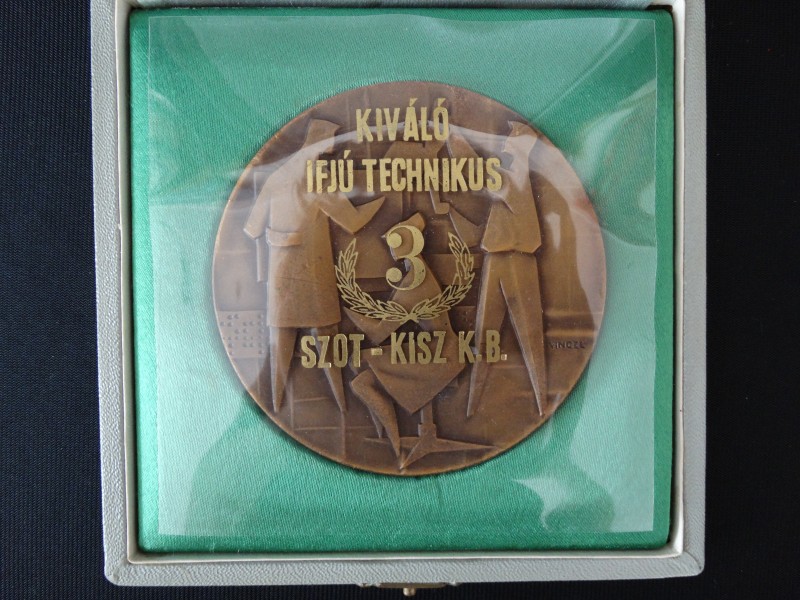 KIVÁLÓ
IFJÚ TECHNIKUS
3
SZOT - KISZ K.B.